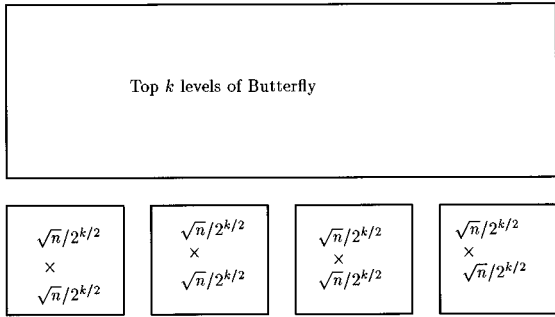 Top k levels of Butterfly
√n/2^{k/2}
×
√n/2^{k/2}
√n/2^{k/2}
×
√n/2^{k/2}
√n/2^{k/2}
×
√n/2^{k/2}
√n/2^{k/2}
×
√n/2^{k/2}